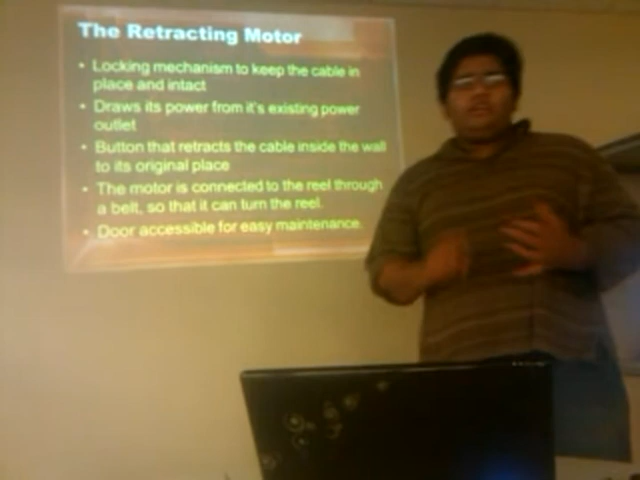 The Retracting Motor
• Locking mechanism to keep the cable in
place and intact
• Draws its power from it's existing power
outlet
• Button that retracts the cable inside the wall
to its original place
• The motor is connected to the reel through
a belt, so that it can turn the reel.
• Door accessible for easy maintenance.